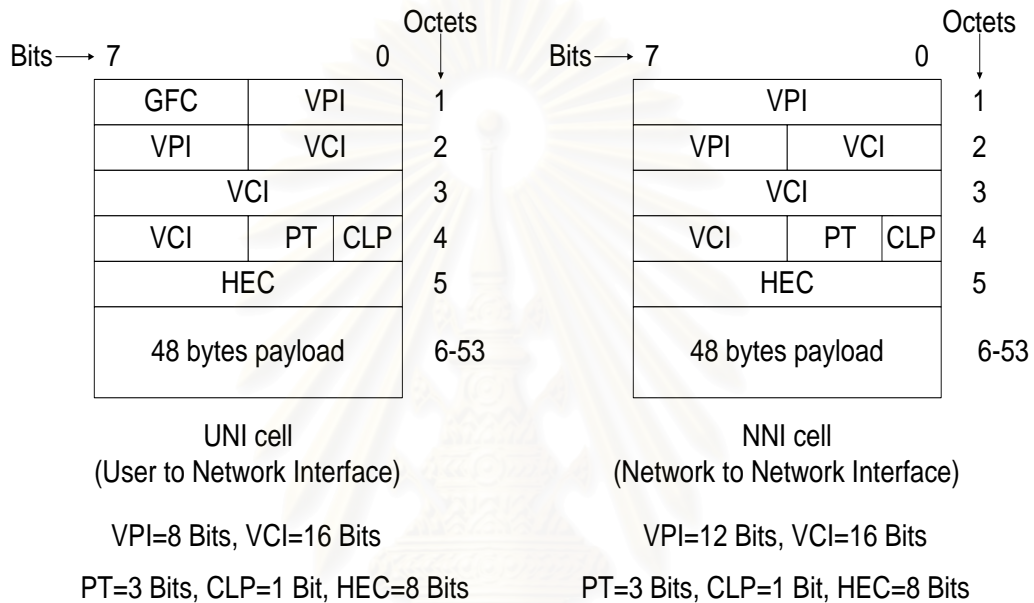 Octets
Bits 7 0
GFC VPI 1
VPI VCI 2
VCI 3
VCI PT CLP 4
HEC 5
48 bytes payload 6-53
UNI cell
(User to Network Interface)
VPI=8 Bits, VCI=16 Bits
PT=3 Bits, CLP=1 Bit, HEC=8 Bits
Octets
Bits 7 0
VPI 1
VPI VCI 2
VCI 3
VCI PT CLP 4
HEC 5
48 bytes payload 6-53
NNI cell
(Network to Network Interface)
VPI=12 Bits, VCI=16 Bits
PT=3 Bits, CLP=1 Bit, HEC=8 Bits